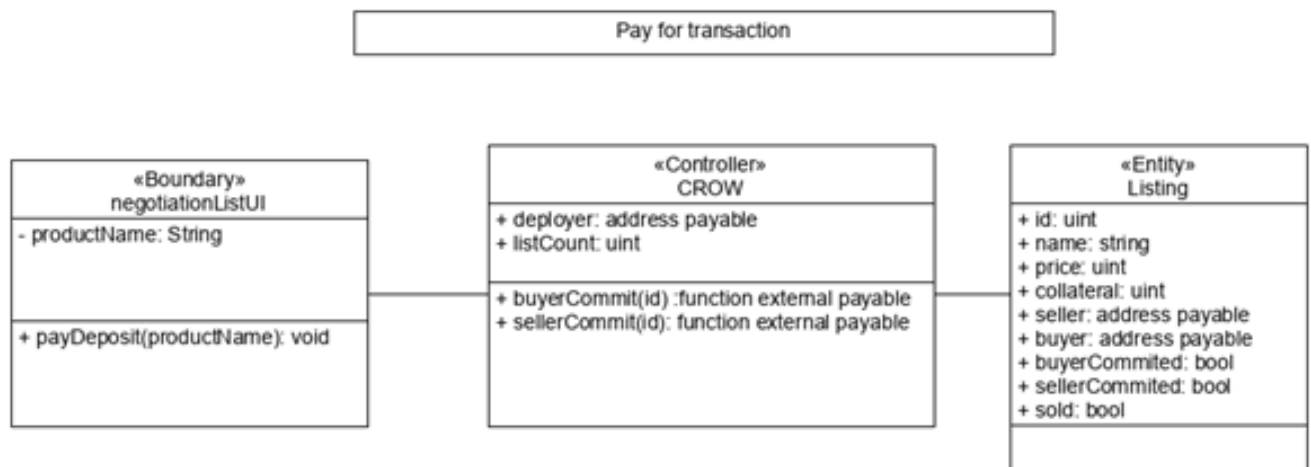 Pay for transaction
«Boundary»
negotiationListUI
- productName: String
+ payDeposit(productName): void
«Controller»
CROW
+ deployer: address payable
+ listCount: uint
+ buyerCommit(id) :function external payable
+ sellerCommit(id): function external payable
«Entity»
Listing
+ id: uint
+ name: string
+ price: uint
+ collateral: uint
+ seller: address payable
+ buyer: address payable
+ buyerCommited: bool
+ sellerCommited: bool
+ sold: bool